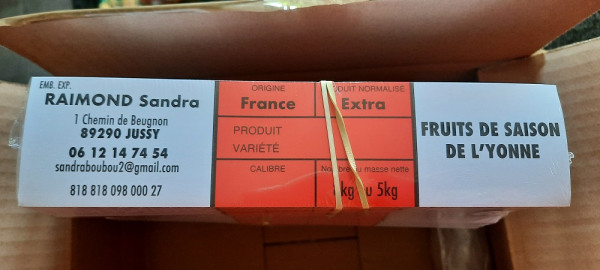 EMB. EXP.
RAIMOND Sandra
1 Chemin de Beugnon
89290 JUSSY
06 12 14 74 54
sandraboubou2@gmail.com
818 818 098 000 27
ORIGINE
France
PRODUIT NORMALISÉ
Extra
PRODUIT
VARIÉTÉ
CALIBRE
Nombre ou masse nette
5kg
FRUITS DE SAISON
DE L'YONNE